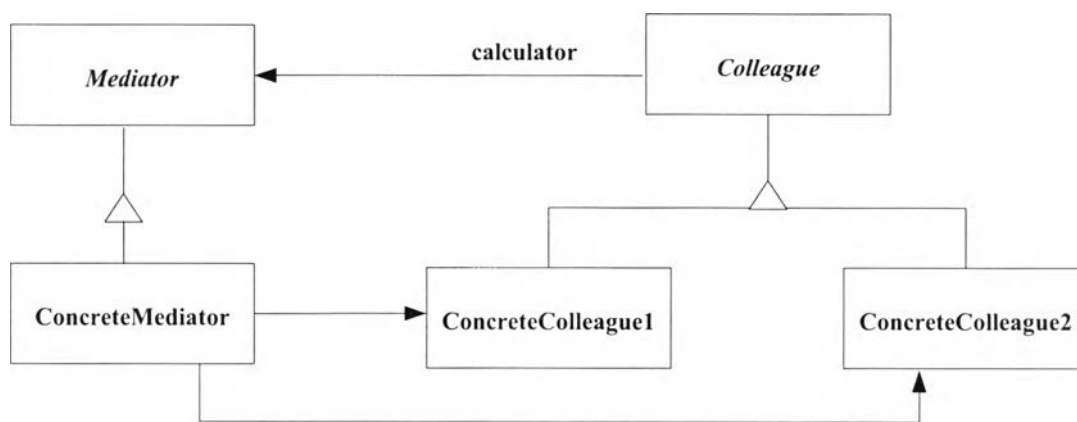 calculator
Mediator
Colleague
ConcreteMediator
ConcreteColleague1
ConcreteColleague2